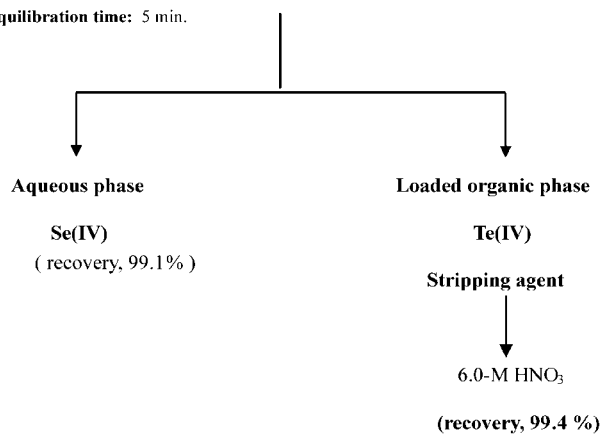 quilibration time: 5 min.
Aqueous phase
Loaded organic phase
Se(IV)
Te(IV)
( recovery, 99.1% )
Stripping agent
6.0-M HNO₃
(recovery, 99.4 %)